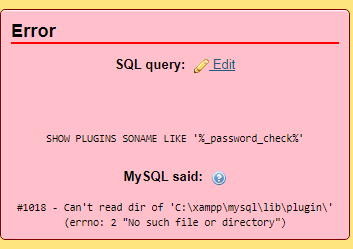 Error
SQL query: Edit
SHOW PLUGINS SONAME LIKE '%_password_check%'
MySQL said:
#1018 - Can't read dir of 'C:\xampp\mysql\lib\plugin\'
(errno: 2 "No such file or directory")